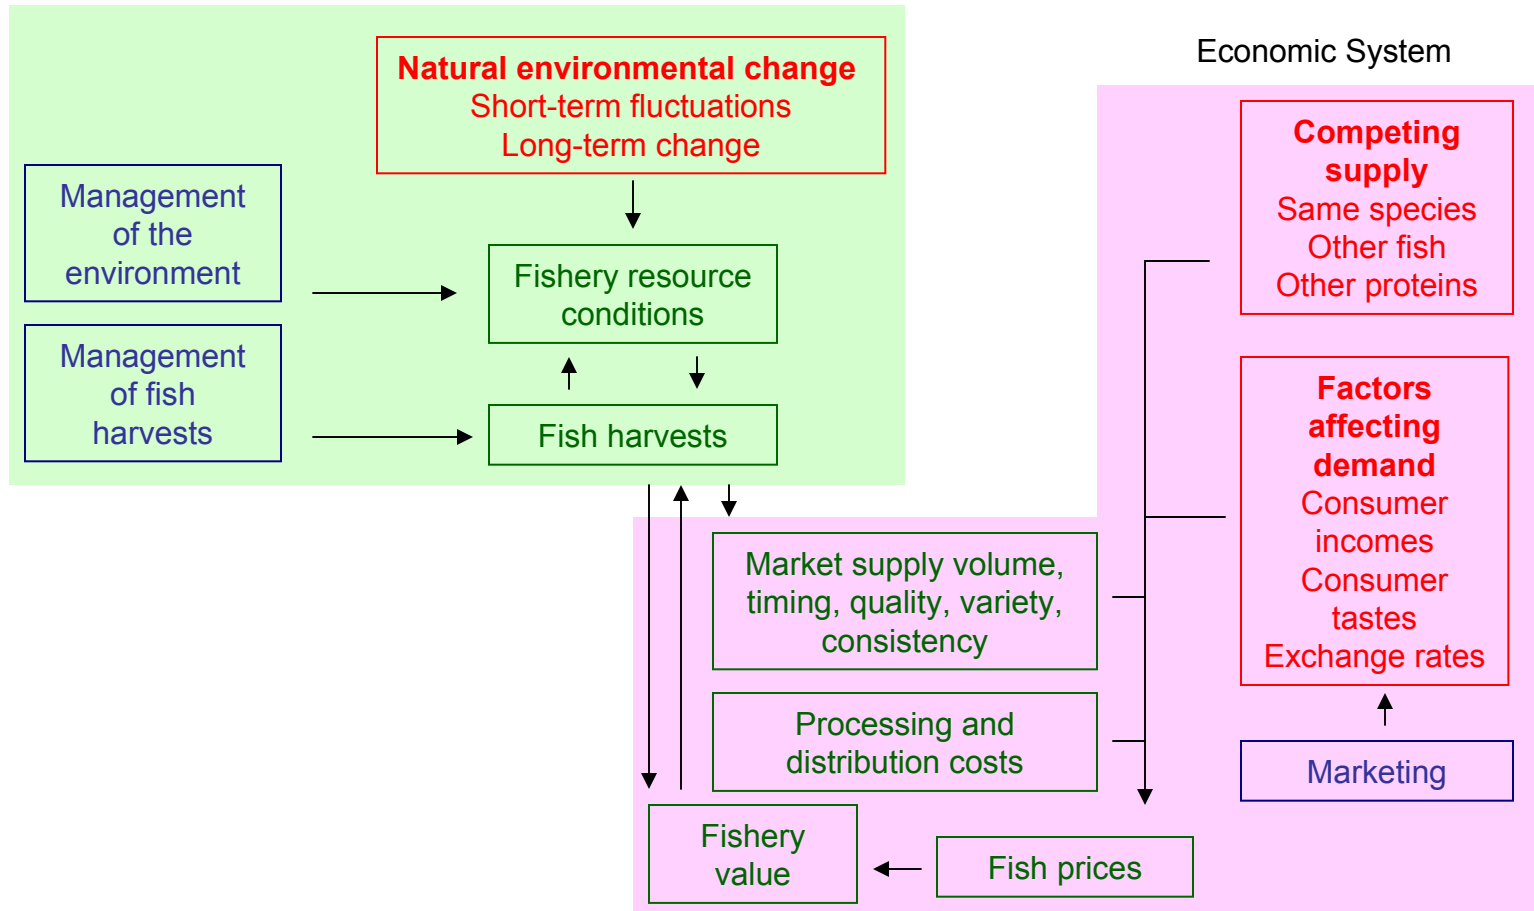 Natural environmental change
Short-term fluctuations
Long-term change
Management
of the
environment
Fishery resource
conditions
Management
of fish
harvests
Fish harvests
Economic System
Competing
supply
Same species
Other fish
Other proteins
Factors
affecting
demand
Consumer
incomes
Consumer
tastes
Exchange rates
Market supply volume,
timing, quality, variety,
consistency
Processing and
distribution costs
Marketing
Fishery
value
Fish prices